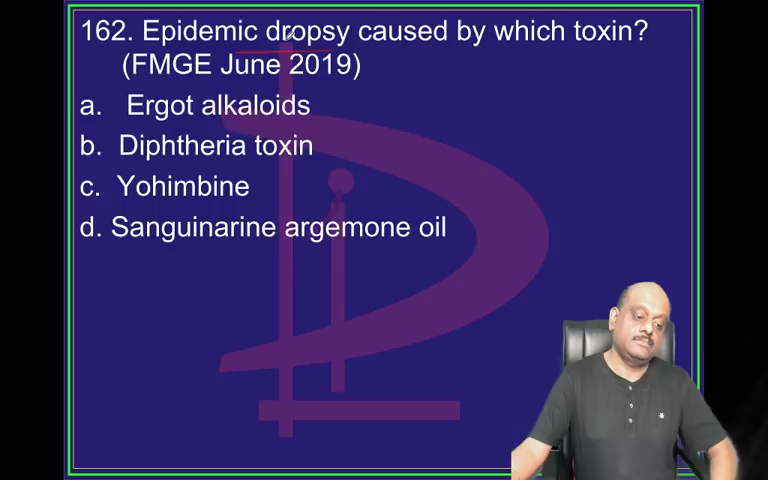 162. Epidemic dropsy caused by which toxin?
(FMGE June 2019)
a. Ergot alkaloids
b. Diphtheria toxin
c. Yohimbine
d. Sanguinarine argemone oil